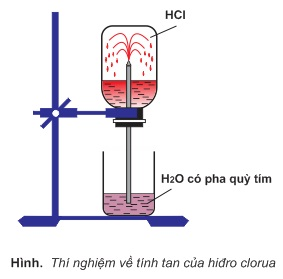 HCl
H2O có pha quỳ tím
Hình. Thí nghiệm về tính tan của hiđro clorua